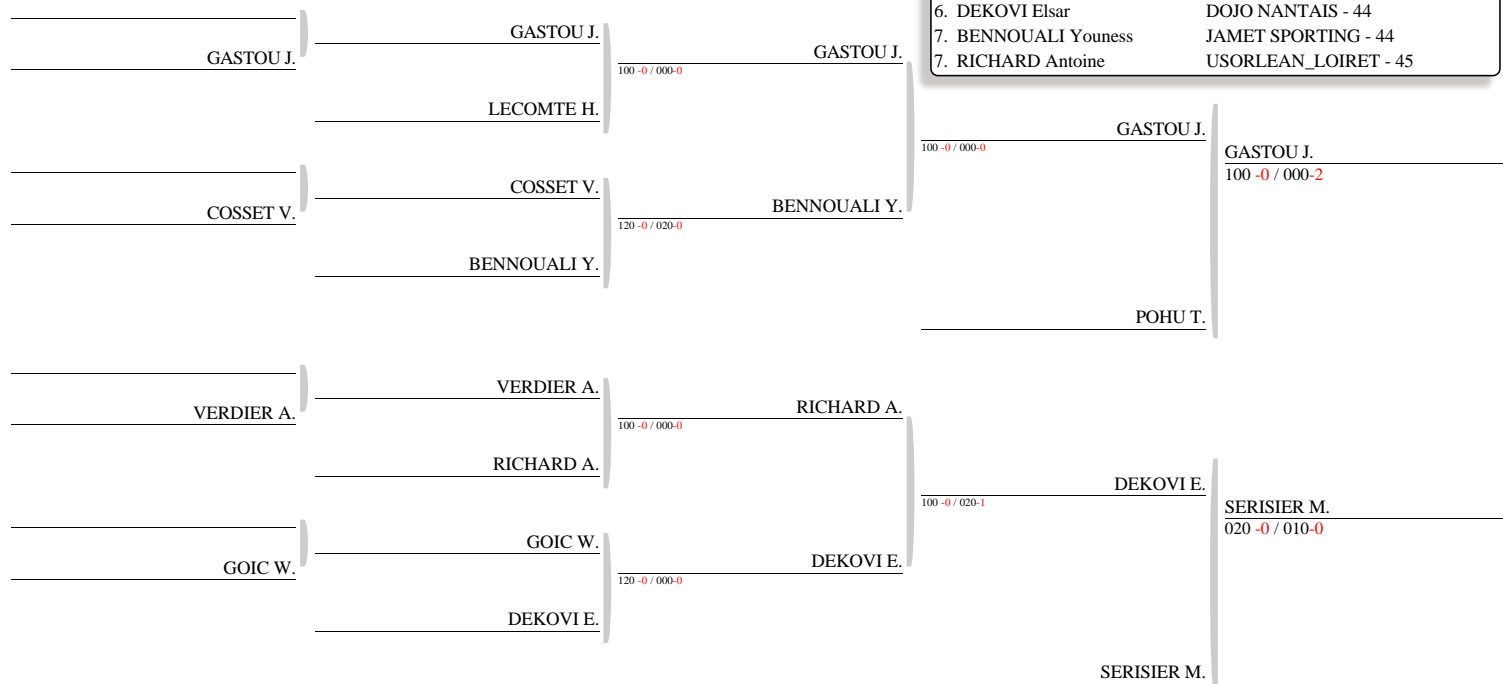 6. DEKOVI Elsar DOJO NANTAIS - 44
7. BENNOUALI Youness JAMET SPORTING - 44
7. RICHARD Antoine USORLEAN_LOIRET - 45
GASTOU J.
GASTOU J.
100 -0 / 000-0
GASTOU J.
LECOMTE H.
100 -0 / 000-0
GASTOU J.
GASTOU J.
100 -0 / 000-2
COSSET V.
COSSET V.
120 -0 / 020-0
BENNOUALI Y.
BENNOUALI Y.
POHU T.
VERDIER A.
VERDIER A.
100 -0 / 000-0
RICHARD A.
RICHARD A.
100 -0 / 020-1
DEKOVI E.
SERISIER M.
020 -0 / 010-0
GOIC W.
GOIC W.
120 -0 / 000-0
DEKOVI E.
DEKOVI E.
SERISIER M.